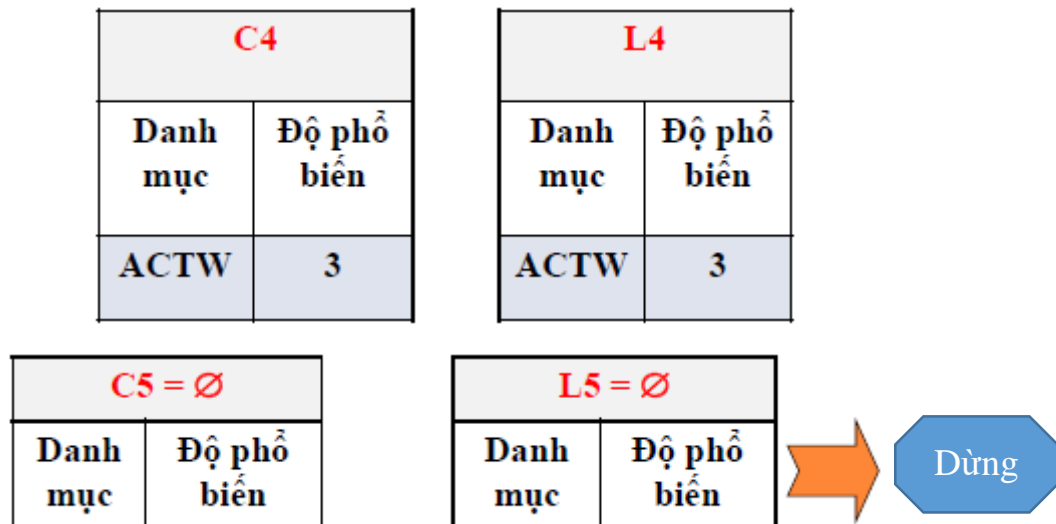 C4
L4
Danh mục
Độ phổ biến
Danh mục
Độ phổ biến
ACTW 3
ACTW 3
C5 = ∅
L5 = ∅
Danh mục
Độ phổ biến
Danh mục
Độ phổ biến
Dừng